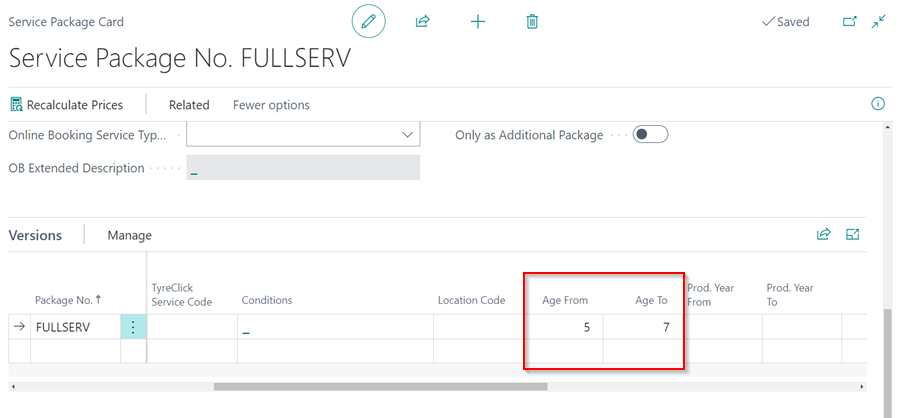 Service Package Card
Saved
Service Package No. FULLSERV
Recalculate Prices Related Fewer options
Online Booking Service Typ... Only as Additional Package
OB Extended Description _
Versions Manage
Package No.↑ TyreClick Service Code Conditions Location Code Age From Age To Prod. Year From Prod. Year To
FULLSERV _ 5 7